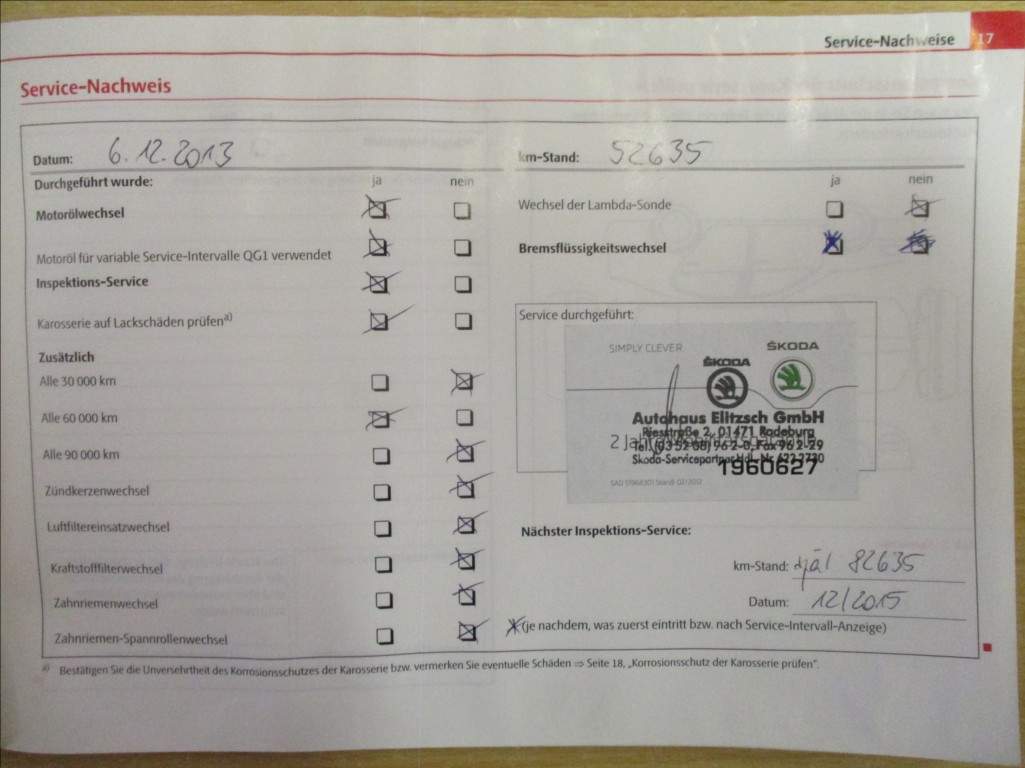 Service-Nachweise 17
Service-Nachweis
Datum: 6.12.2013 km-Stand: 52635
Durchgeführt wurde: ja nein ja nein
Motorölwechsel
Wechsel der Lambda-Sonde
Motoröl für variable Service-Intervalle QG1 verwendet
Bremsflüssigkeitswechsel
Inspektions-Service
Karosserie auf Lackschäden prüfen a)
Service durchgeführt:
Zusätzlich
SIMPLY CLEVER ŠKODA
ŠKODA
Alle 30 000 km
Alle 60 000 km
Autohaus Elitzsch GmbH
01471 Radeburg
2
Skoda-Servicepartner
1960627
Alle 90 000 km
Zündkerzenwechsel
Luftfiltereinsatzwechsel
Nächster Inspektions-Service:
Kraftstofffilterwechsel
km-Stand: 82635
Zahnriemenwechsel
Datum: 12/2015
Zahnriemen-Spannrollenwechsel
(je nachdem, was zuerst eintritt bzw. nach Service-Intervall-Anzeige)
a) Bestätigen Sie die Unversehrtheit des Korrosionsschutzes der Karosserie bzw. vermerken Sie eventuelle Schäden ⇒ Seite 18, „Korrosionsschutz der Karosserie prüfen“.